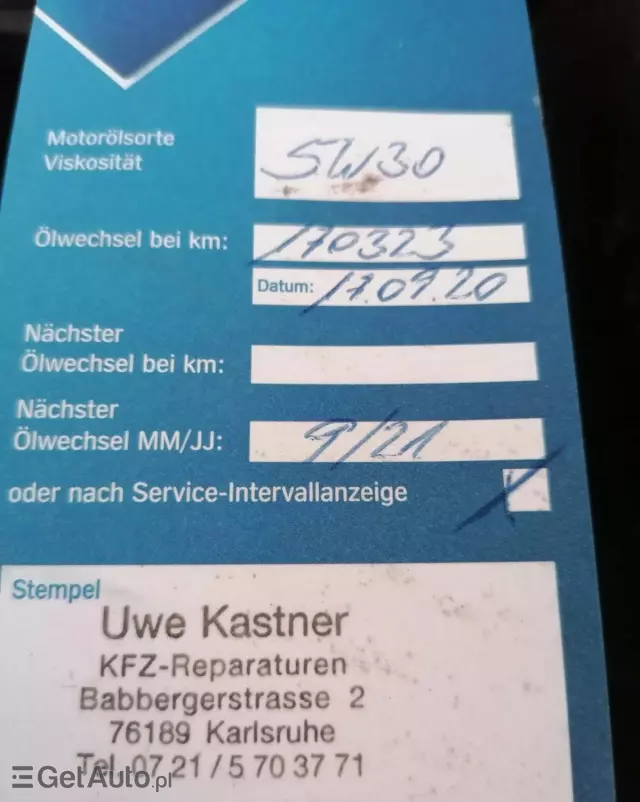 Motorölsorte
Viskosität
5W30
Ölwechsel bei km: 170323
Datum: 17.09.20
Nächster
Ölwechsel bei km:
Nächster
Ölwechsel MM/JJ: 9/21
oder nach Service-Intervallanzeige
Stempel
Uwe Kastner
KFZ-Reparaturen
Babbergerstrasse 2
76189 Karlsruhe
Tel. 07 21 / 5 70 37 71
GetAuto.pl